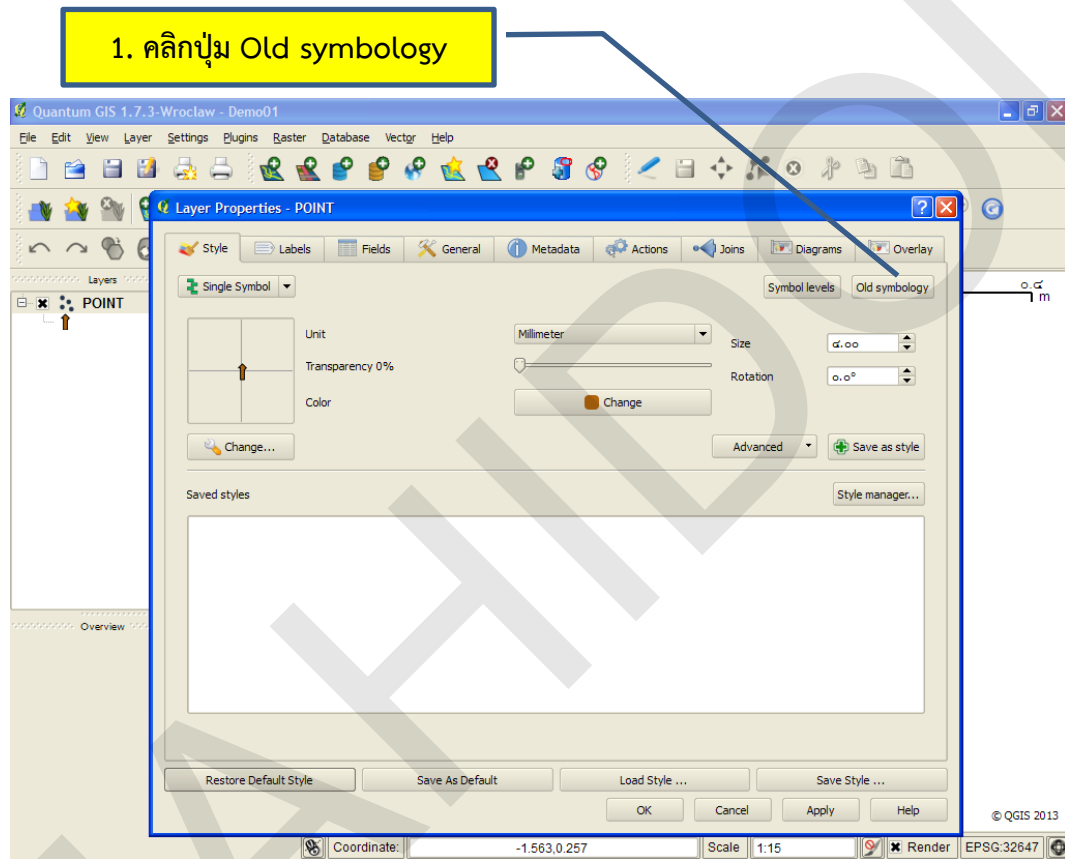 1. คลิกปุ่ม Old symbology
Quantum GIS 1.7.3-Wroclaw - Demo01
File Edit View Layer Settings Plugins Raster Database Vector Help
Layer Properties - POINT
Style Labels Fields General Metadata Actions Joins Diagrams Overlay
Layers
Single Symbol Symbol levels Old symbology
๐.๔
m
POINT
Unit Millimeter Size ๔.๐๐
Transparency 0% Rotation ๐.๐°
Color Change
Change... Advanced Save as style
Saved styles Style manager...
Overview
Restore Default Style Save As Default Load Style ... Save Style ...
OK Cancel Apply Help
© QGIS 2013
Coordinate: -1.563,0.257 Scale 1:15 Render EPSG:32647